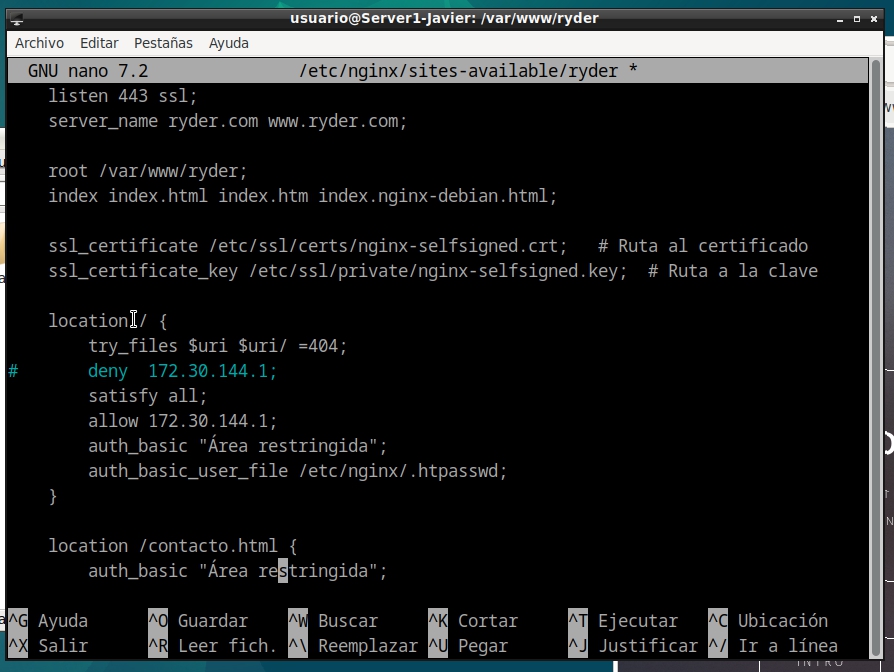 usuario@Server1-Javier: /var/www/ryder
Archivo Editar Pestañas Ayuda
GNU nano 7.2 /etc/nginx/sites-available/ryder *
listen 443 ssl;
server_name ryder.com www.ryder.com;
root /var/www/ryder;
index index.html index.htm index.nginx-debian.html;
ssl_certificate /etc/ssl/certs/nginx-selfsigned.crt; # Ruta al certificado
ssl_certificate_key /etc/ssl/private/nginx-selfsigned.key; # Ruta a la clave
location / {
try_files $uri $uri/ =404;
# deny 172.30.144.1;
satisfy all;
allow 172.30.144.1;
auth_basic "Área restringida";
auth_basic_user_file /etc/nginx/.htpasswd;
}
location /contacto.html {
auth_basic "Área restringida";
^G Ayuda ^O Guardar ^W Buscar ^K Cortar ^T Ejecutar ^C Ubicación
^X Salir ^R Leer fich. ^\ Reemplazar ^U Pegar ^J Justificar ^/ Ir a línea
INTRO